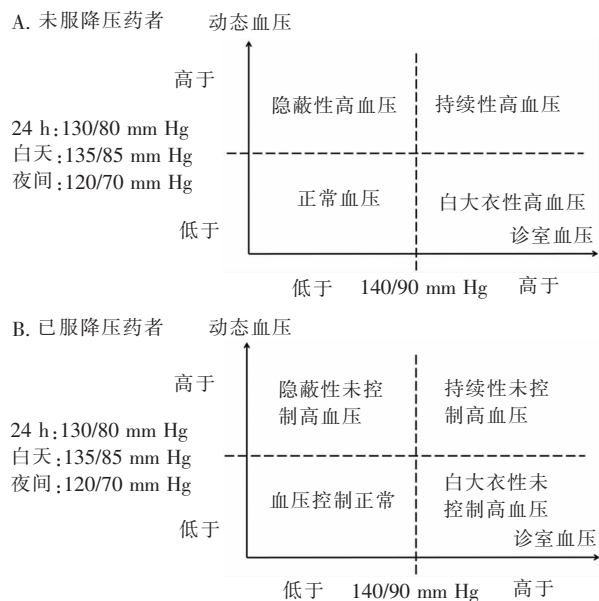 A. 未服降压药者 动态血压
高于
隐蔽性高血压 持续性高血压
24 h:130/80 mm Hg
白天:135/85 mm Hg
夜间:120/70 mm Hg
正常血压 白大衣性高血压
低于
诊室血压
低于 140/90 mm Hg 高于
B. 已服降压药者 动态血压
高于
隐蔽性未控
制高血压
持续性未控
制高血压
24 h:130/80 mm Hg
白天:135/85 mm Hg
夜间:120/70 mm Hg
血压控制正常
白大衣性未
控制高血压
低于
诊室血压
低于 140/90 mm Hg 高于